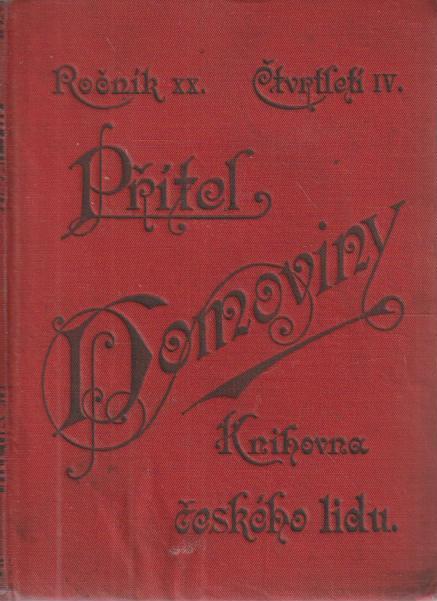 Ročník XX. Čtvrtletí IV.
Přítel
Domoviny
Knihovna
českého lidu.